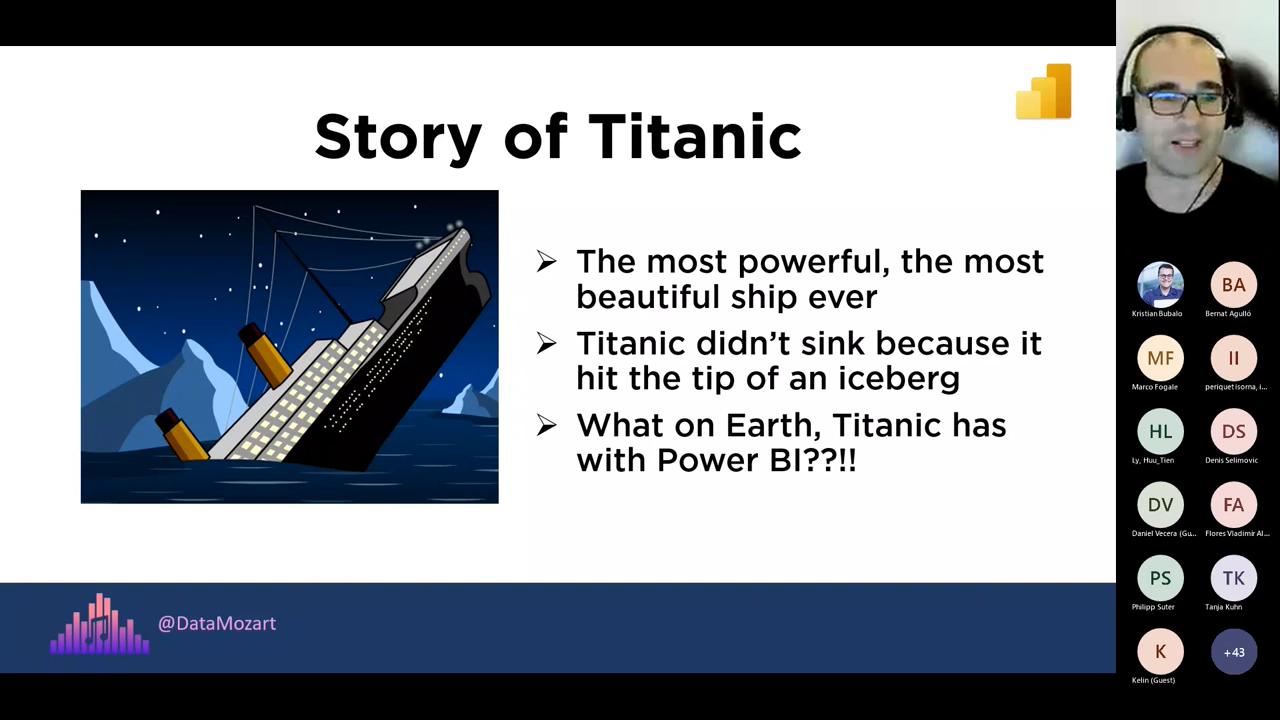 Story of Titanic
The most powerful, the most
beautiful ship ever
Titanic didn’t sink because it
hit the tip of an iceberg
What on Earth, Titanic has
with Power BI??!!
@DataMozart
Kristian Bubalo
BA
Bernat Agulló
MF
Marco Fogale
II
periquet isorna, i...
HL
Ly, Huu_Tien
DS
Denis Selimovic
DV
Daniel Vecera (Gu...
FA
Flores Vladimir Al...
PS
Philipp Suter
TK
Tanja Kuhn
K
Kelin (Guest)
+43